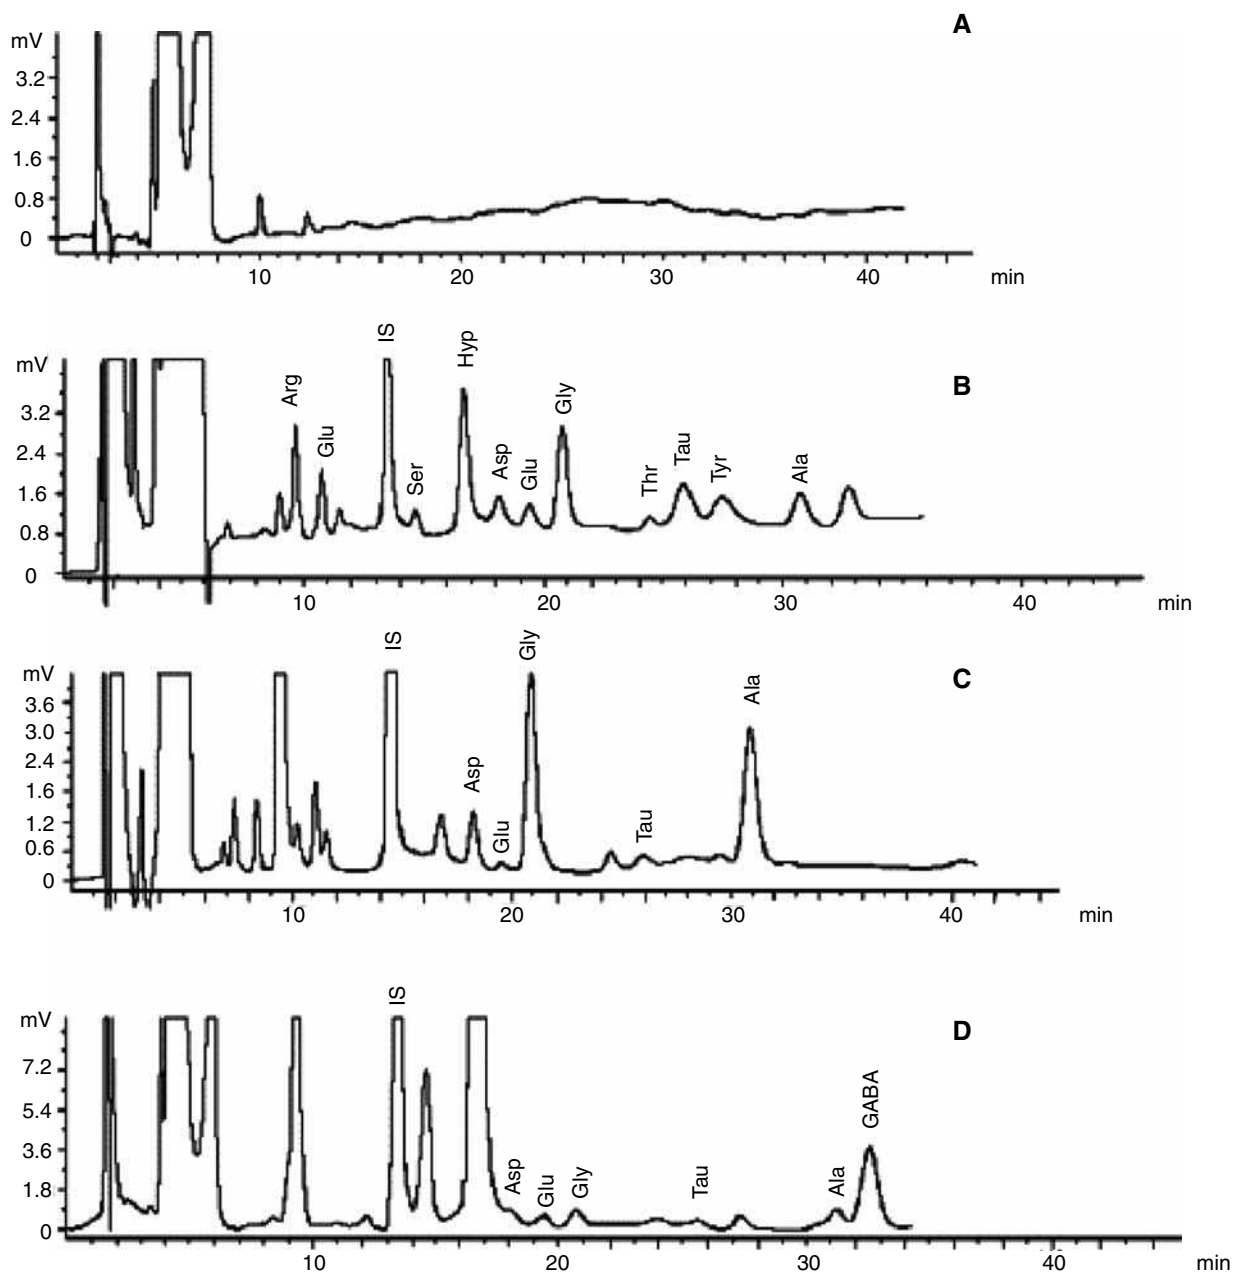 A
mV
3.2
2.4
1.6
0.8
0
10 20 30 40 min
B
mV
IS
Hyp
Arg
Gly
Glu
Ser
Asp
Glu
Thr
Tau
Tyr
Ala
3.2
2.4
1.6
0.8
0
10 20 30 40 min
C
mV
IS
Gly
Ala
Asp
Glu
Tau
3.6
3.0
2.4
1.6
1.2
0.6
0
10 20 30 40 min
D
mV
IS
GABA
Asp
Glu
Gly
Tau
Ala
7.2
5.4
3.6
1.8
0
10 20 30 40 min